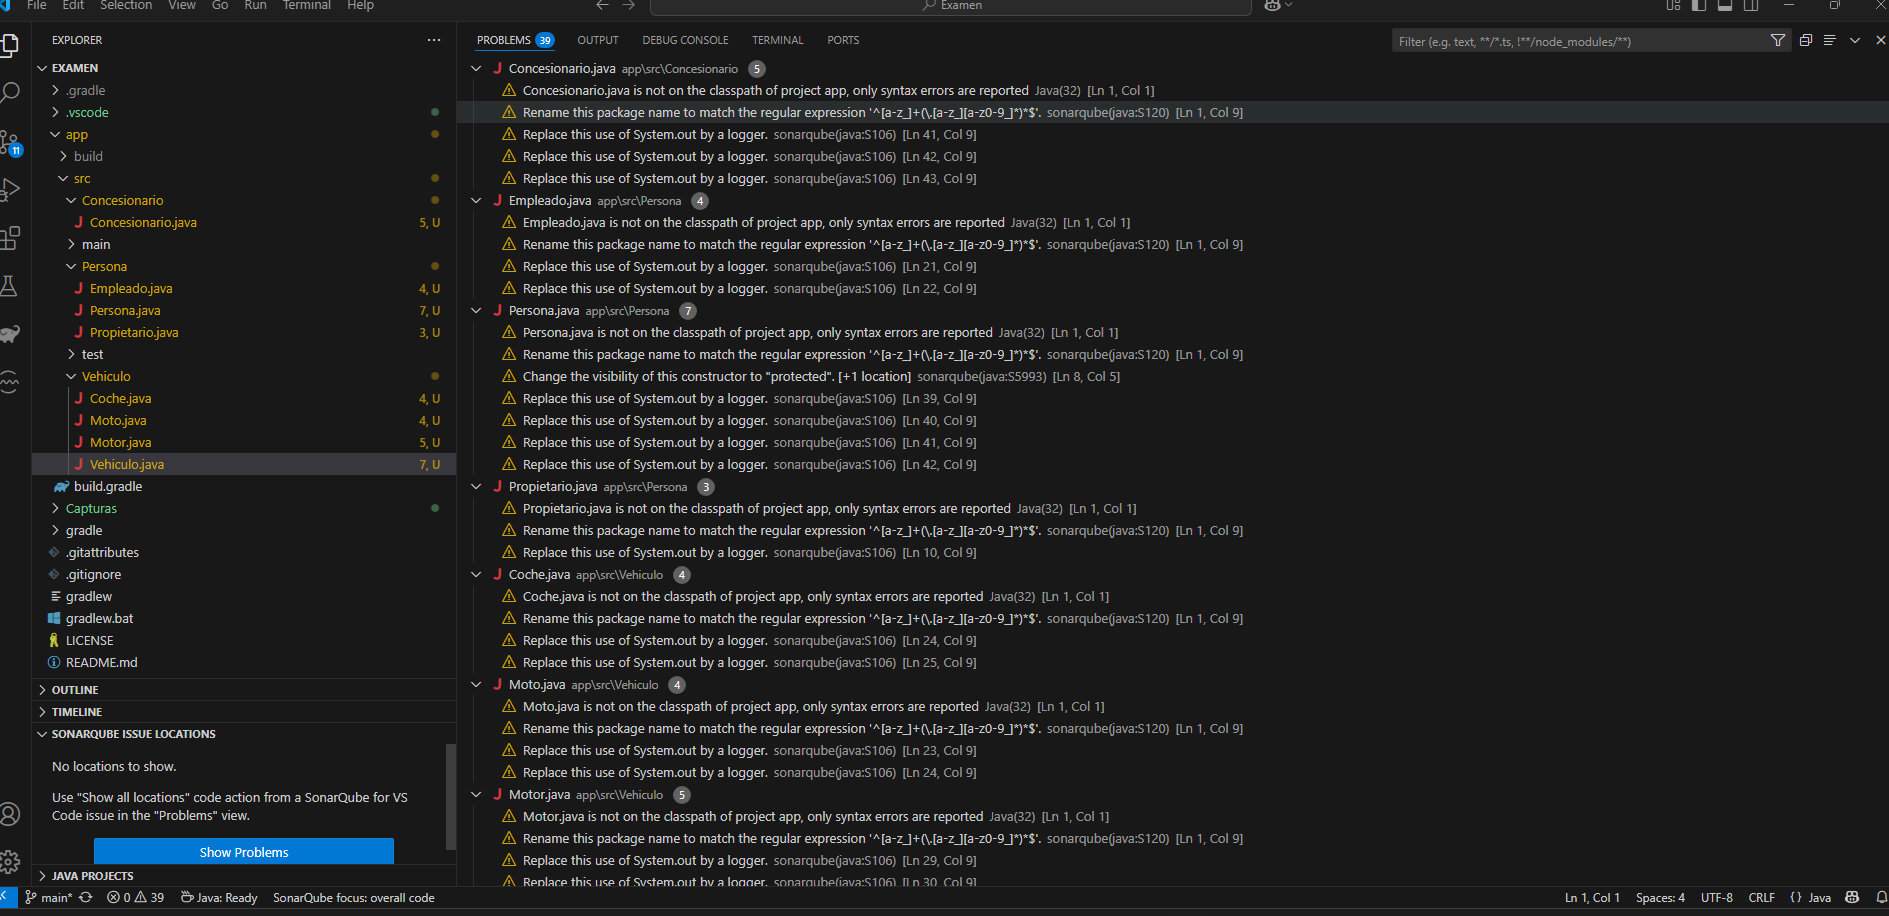 File Edit Selection View Go Run Terminal Help
Examen
EXPLORER
EXAMEN
.gradle
.vscode
app
build
src
Concesionario
Concesionario.java 5, U
main
Persona
Empleado.java 4, U
Persona.java 7, U
Propietario.java 3, U
test
Vehiculo
Coche.java 4, U
Moto.java 4, U
Motor.java 5, U
Vehiculo.java 7, U
build.gradle
Capturas
gradle
.gitattributes
.gitignore
gradlew
gradlew.bat
LICENSE
README.md
OUTLINE
TIMELINE
SONARQUBE ISSUE LOCATIONS
No locations to show.
Use "Show all locations" code action from a SonarQube for VS
Code issue in the "Problems" view.
Show Problems
JAVA PROJECTS
11
PROBLEMS 39 OUTPUT DEBUG CONSOLE TERMINAL PORTS
Filter (e.g. text, **/*.ts, !**/node_modules/**)
Concesionario.java app\src\Concesionario 5
Concesionario.java is not on the classpath of project app, only syntax errors are reported Java(32) [Ln 1, Col 1]
Rename this package name to match the regular expression '^[a-z_]+(\.[a-z_][a-z0-9_]*)*$'. sonarqube(java:S120) [Ln 1, Col 9]
Replace this use of System.out by a logger. sonarqube(java:S106) [Ln 41, Col 9]
Replace this use of System.out by a logger. sonarqube(java:S106) [Ln 42, Col 9]
Replace this use of System.out by a logger. sonarqube(java:S106) [Ln 43, Col 9]
Empleado.java app\src\Persona 4
Empleado.java is not on the classpath of project app, only syntax errors are reported Java(32) [Ln 1, Col 1]
Rename this package name to match the regular expression '^[a-z_]+(\.[a-z_][a-z0-9_]*)*$'. sonarqube(java:S120) [Ln 1, Col 9]
Replace this use of System.out by a logger. sonarqube(java:S106) [Ln 21, Col 9]
Replace this use of System.out by a logger. sonarqube(java:S106) [Ln 22, Col 9]
Persona.java app\src\Persona 7
Persona.java is not on the classpath of project app, only syntax errors are reported Java(32) [Ln 1, Col 1]
Rename this package name to match the regular expression '^[a-z_]+(\.[a-z_][a-z0-9_]*)*$'. sonarqube(java:S120) [Ln 1, Col 9]
Change the visibility of this constructor to "protected". [+1 location] sonarqube(java:S5993) [Ln 8, Col 5]
Replace this use of System.out by a logger. sonarqube(java:S106) [Ln 39, Col 9]
Replace this use of System.out by a logger. sonarqube(java:S106) [Ln 40, Col 9]
Replace this use of System.out by a logger. sonarqube(java:S106) [Ln 41, Col 9]
Replace this use of System.out by a logger. sonarqube(java:S106) [Ln 42, Col 9]
Propietario.java app\src\Persona 3
Propietario.java is not on the classpath of project app, only syntax errors are reported Java(32) [Ln 1, Col 1]
Rename this package name to match the regular expression '^[a-z_]+(\.[a-z_][a-z0-9_]*)*$'. sonarqube(java:S120) [Ln 1, Col 9]
Replace this use of System.out by a logger. sonarqube(java:S106) [Ln 10, Col 9]
Coche.java app\src\Vehiculo 4
Coche.java is not on the classpath of project app, only syntax errors are reported Java(32) [Ln 1, Col 1]
Rename this package name to match the regular expression '^[a-z_]+(\.[a-z_][a-z0-9_]*)*$'. sonarqube(java:S120) [Ln 1, Col 9]
Replace this use of System.out by a logger. sonarqube(java:S106) [Ln 24, Col 9]
Replace this use of System.out by a logger. sonarqube(java:S106) [Ln 25, Col 9]
Moto.java app\src\Vehiculo 4
Moto.java is not on the classpath of project app, only syntax errors are reported Java(32) [Ln 1, Col 1]
Rename this package name to match the regular expression '^[a-z_]+(\.[a-z_][a-z0-9_]*)*$'. sonarqube(java:S120) [Ln 1, Col 9]
Replace this use of System.out by a logger. sonarqube(java:S106) [Ln 23, Col 9]
Replace this use of System.out by a logger. sonarqube(java:S106) [Ln 24, Col 9]
Motor.java app\src\Vehiculo 5
Motor.java is not on the classpath of project app, only syntax errors are reported Java(32) [Ln 1, Col 1]
Rename this package name to match the regular expression '^[a-z_]+(\.[a-z_][a-z0-9_]*)*$'. sonarqube(java:S120) [Ln 1, Col 9]
Replace this use of System.out by a logger. sonarqube(java:S106) [Ln 29, Col 9]
Replace this use of System.out by a logger. sonarqube(java:S106) [Ln 30, Col 9]
main* 0 39 Java: Ready SonarQube focus: overall code Ln 1, Col 1 Spaces: 4 UTF-8 CRLF {} Java